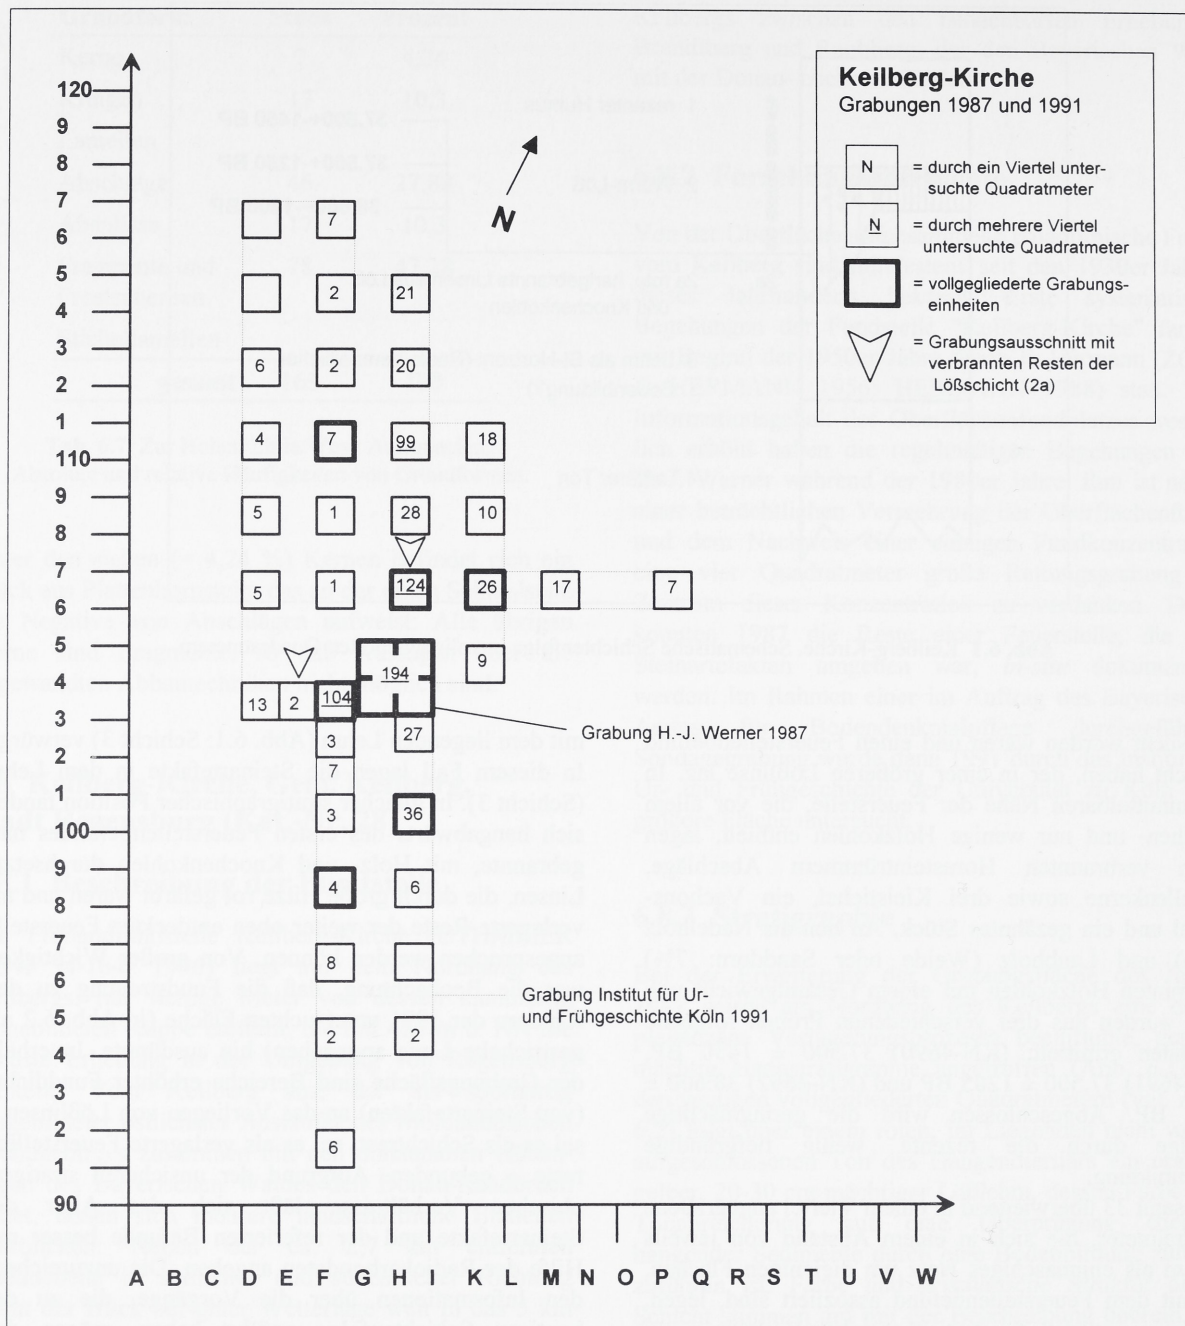 Keilberg-Kirche
Grabungen 1987 und 1991
N = durch ein Viertel unter-
suchte Quadratmeter
N = durch mehrere Viertel
untersuchte Quadratmeter
= vollgegliederte Grabungs-
einheiten
= Grabungsausschnitt mit
verbrannten Resten der
Lößschicht (2a)
N
120
9
8
7
7
6
5
2 21
4
3
6 2 20
2
1
4 7 99 18
110
9
5 1 28 10
8
7
5 1 124 26 17 7
6
5
194 9
4
13 2 104
3
27
Grabung H.-J. Werner 1987
3
2
7
1
3 36
100
9
4 6
8
7
8
6
Grabung Institut für Ur-
und Frühgeschichte Köln 1991
5
2 2
4
3
2
6
1
90
A B C D E F G H I K L M N O P Q R S T U V W